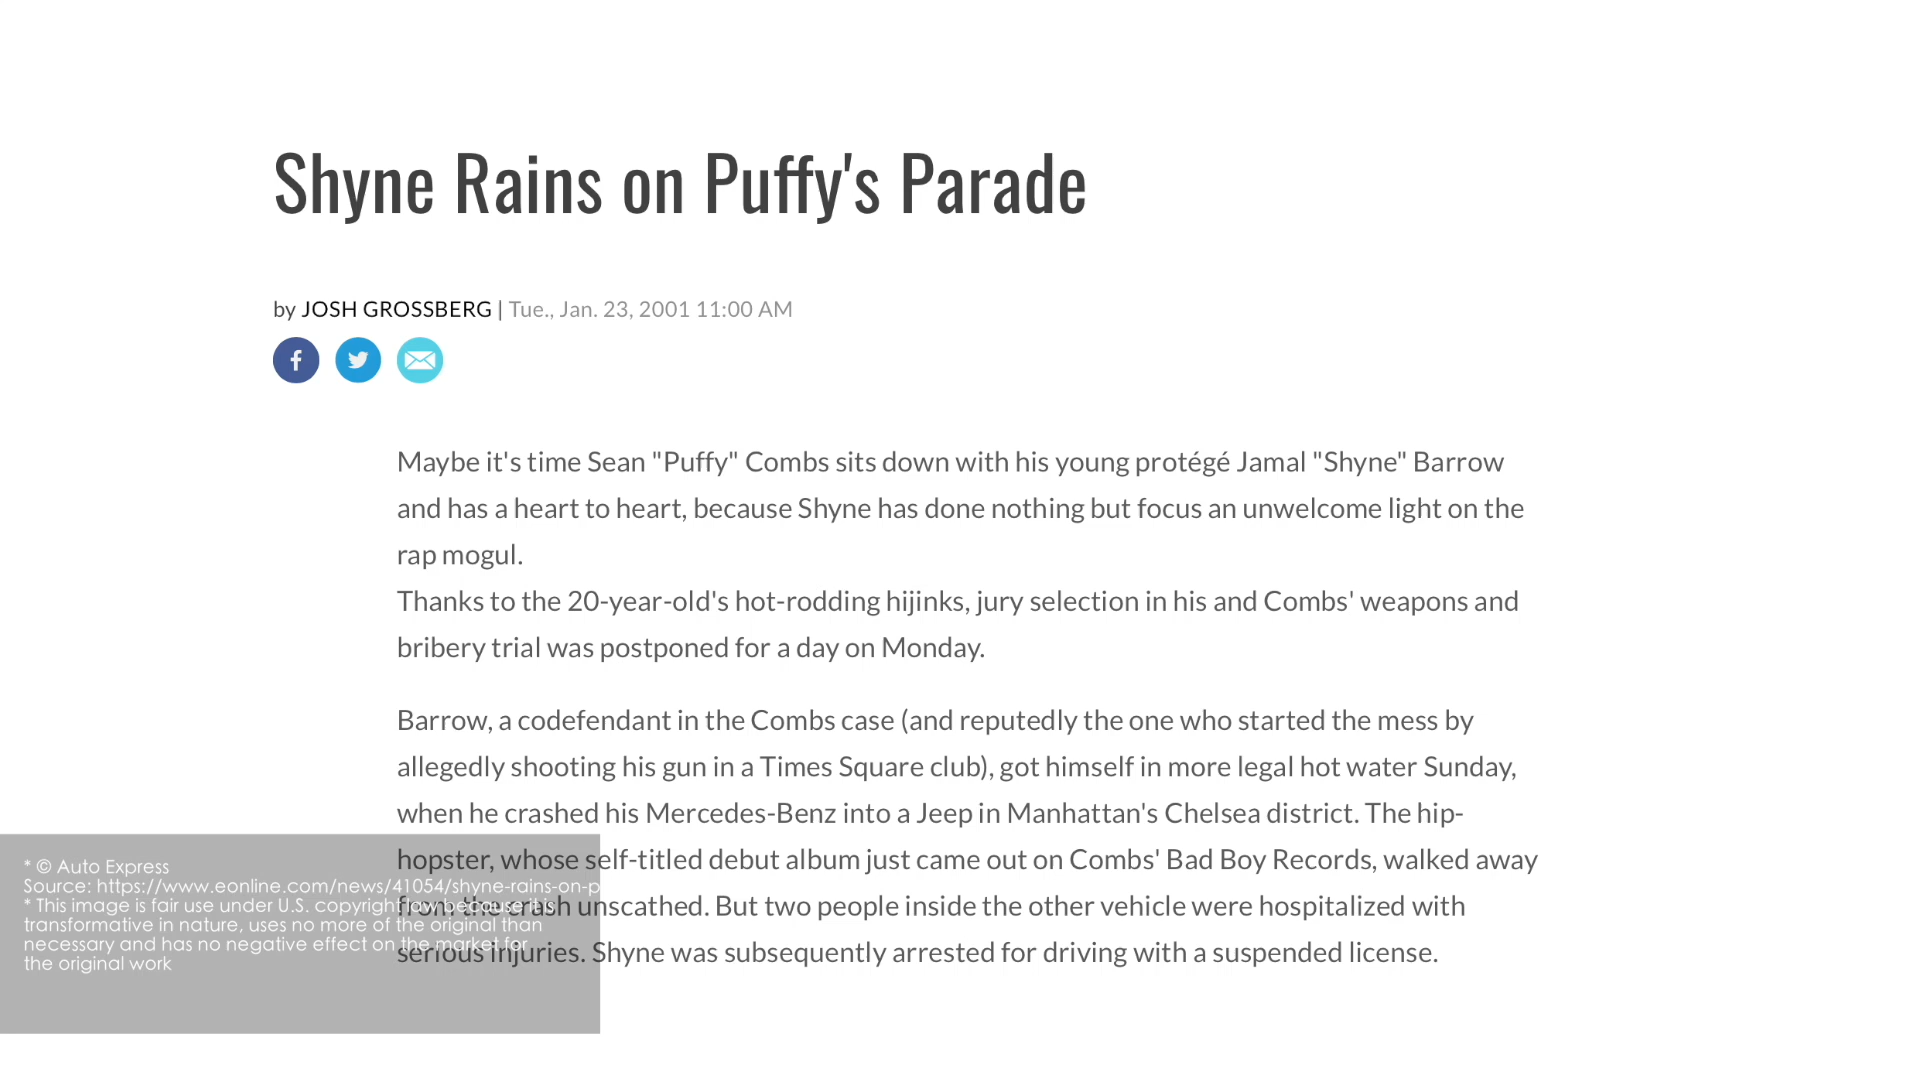 Shyne Rains on Puffy's Parade
by JOSH GROSSBERG | Tue., Jan. 23, 2001 11:00 AM
Maybe it's time Sean "Puffy" Combs sits down with his young protégé Jamal "Shyne" Barrow
and has a heart to heart, because Shyne has done nothing but focus an unwelcome light on the
rap mogul.
Thanks to the 20-year-old's hot-rodding hijinks, jury selection in his and Combs' weapons and
bribery trial was postponed for a day on Monday.
Barrow, a codefendant in the Combs case (and reputedly the one who started the mess by
allegedly shooting his gun in a Times Square club), got himself in more legal hot water Sunday,
when he crashed his Mercedes-Benz into a Jeep in Manhattan's Chelsea district. The hip-
hopster, whose self-titled debut album just came out on Combs' Bad Boy Records, walked away
from the crash unscathed. But two people inside the other vehicle were hospitalized with
serious injuries. Shyne was subsequently arrested for driving with a suspended license.
* © Auto Express
Source: https://www.eonline.com/news/41054/shyne-rains-on-p
* This image is fair use under U.S. copyright law because it is
transformative in nature, uses no more of the original than
necessary and has no negative effect on the market for
the original work